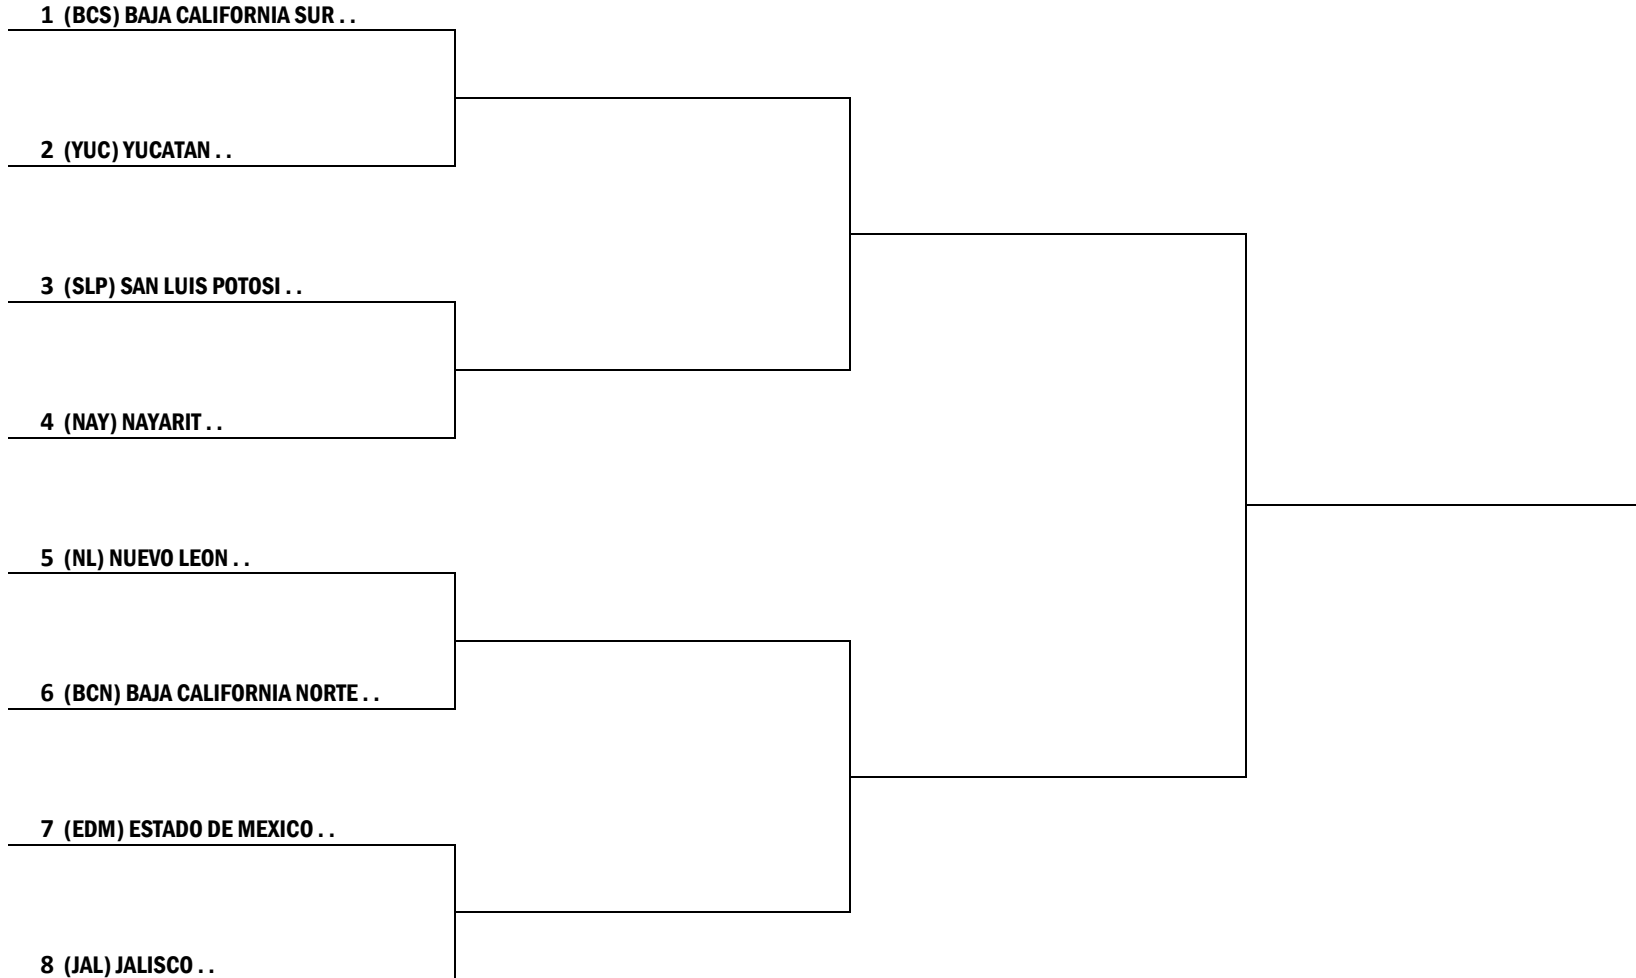 1 (BCS) BAJA CALIFORNIA SUR . .
2 (YUC) YUCATAN . .
3 (SLP) SAN LUIS POTOSI . .
4 (NAY) NAYARIT . .
5 (NL) NUEVO LEON . .
6 (BCN) BAJA CALIFORNIA NORTE . .
7 (EDM) ESTADO DE MEXICO . .
8 (JAL) JALISCO . .